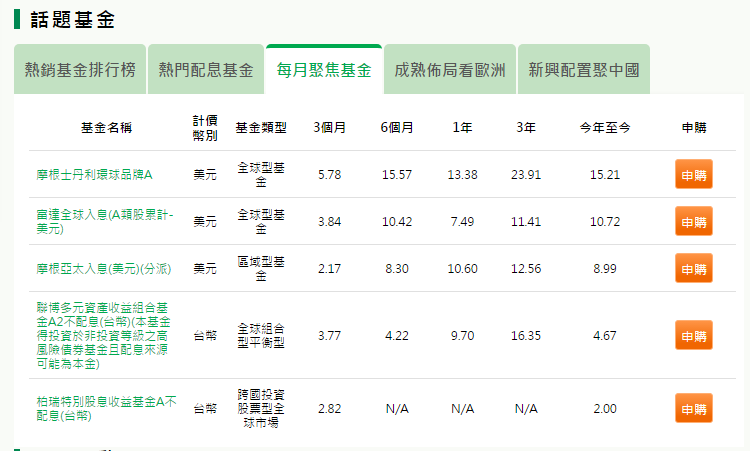 話題基金
熱銷基金排行榜 熱門配息基金 每月聚焦基金 成熟佈局看歐洲 新興配置聚中國
基金名稱 計價幣別 基金類型 3個月 6個月 1年 3年 今年至今 申購
摩根士丹利環球品牌A 美元 全球型基金 5.78 15.57 13.38 23.91 15.21 申購
富達全球入息(A類股累計-美元) 美元 全球型基金 3.84 10.42 7.49 11.41 10.72 申購
摩根亞太入息(美元)(分派) 美元 區域型基金 2.17 8.30 10.60 12.56 8.99 申購
聯博多元資產收益組合基金A2不配息(台幣)(本基金得投資於非投資等級之高風險債券基金且配息來源可能為本金) 台幣 全球組合型平衡型 3.77 4.22 9.70 16.35 4.67 申購
柏瑞特別股息收益基金A不配息(台幣) 台幣 跨國投資股票型全球市場 2.82 N/A N/A N/A 2.00 申購